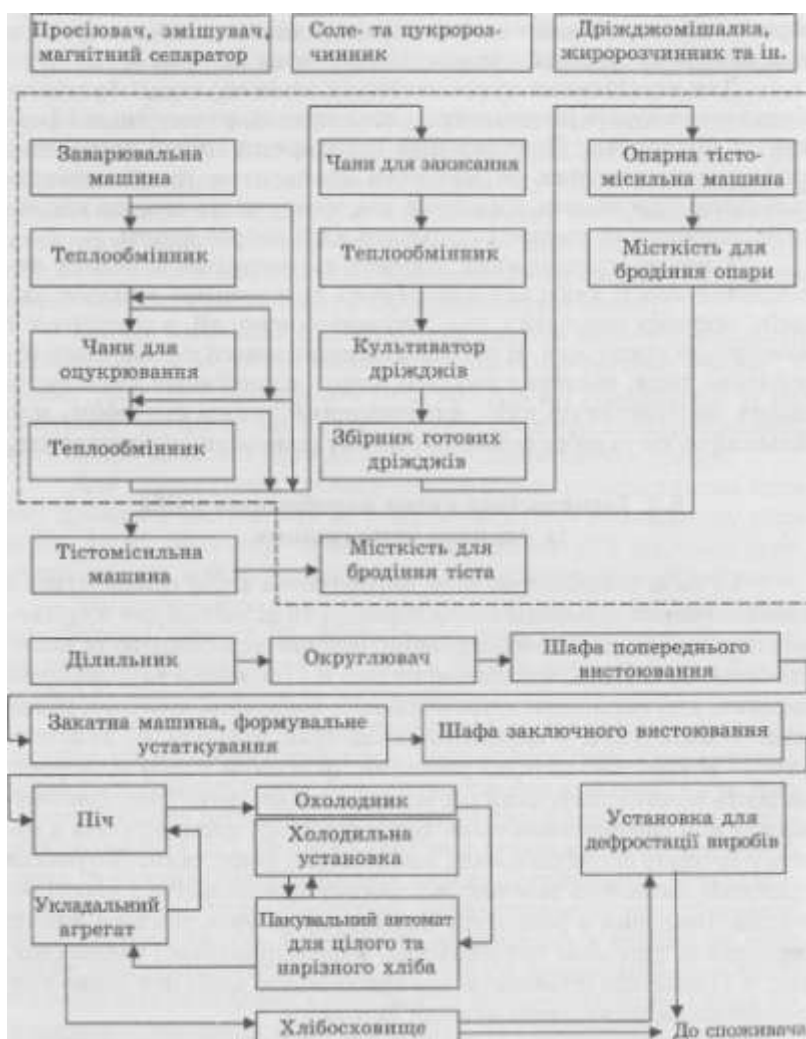 Просіювач, змішувач,
магнітний сепаратор
Соле- та цукророз-
чинник
Дріжджомішалка,
жиророзчинник та ін.
Заварювальна
машина
Чани для закисання
Опарна тісто-
місильна машина
Теплообмінник
Теплообмінник
Місткість для
бродіння опари
Чани для
оцукрювання
Культиватор
дріжджів
Теплообмінник
Збірник готових
дріжджів
Тістомісильна
машина
Місткість для
бродіння тіста
Ділильник
Округлювач
Шафа попереднього
вистоювання
Закатна машина, формувальне
устаткування
Шафа заключного вистоювання
Піч
Охолодник
Холодильна
установка
Установка для
дефростації виробів
Укладальний
агрегат
Пакувальний автомат
для цілого та
нарізного хліба
Хлібосховище
До споживача